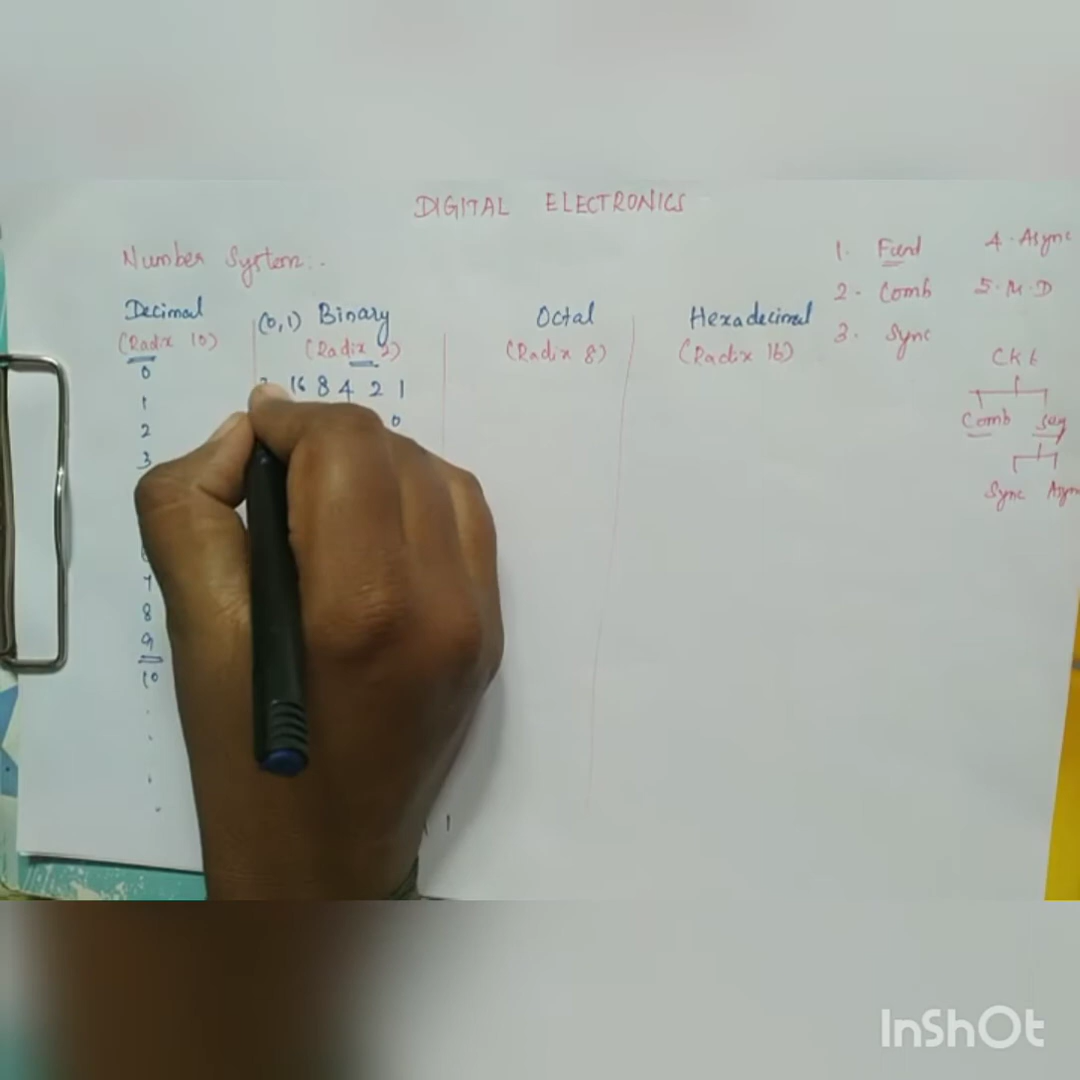 DIGITAL ELECTRONICS
Number System:-
1. Fund
4. Async
2. Comb
5. M.D
3. Sync
Decimal
(Radix 10)
(0,1) Binary
(Radix 2)
Octal
(Radix 8)
Hexadecimal
(Radix 16)
16 8 4 2 1
0
0
1
2
3
7
8
9
10
Ckt
Comb Seq
Sync Asyn